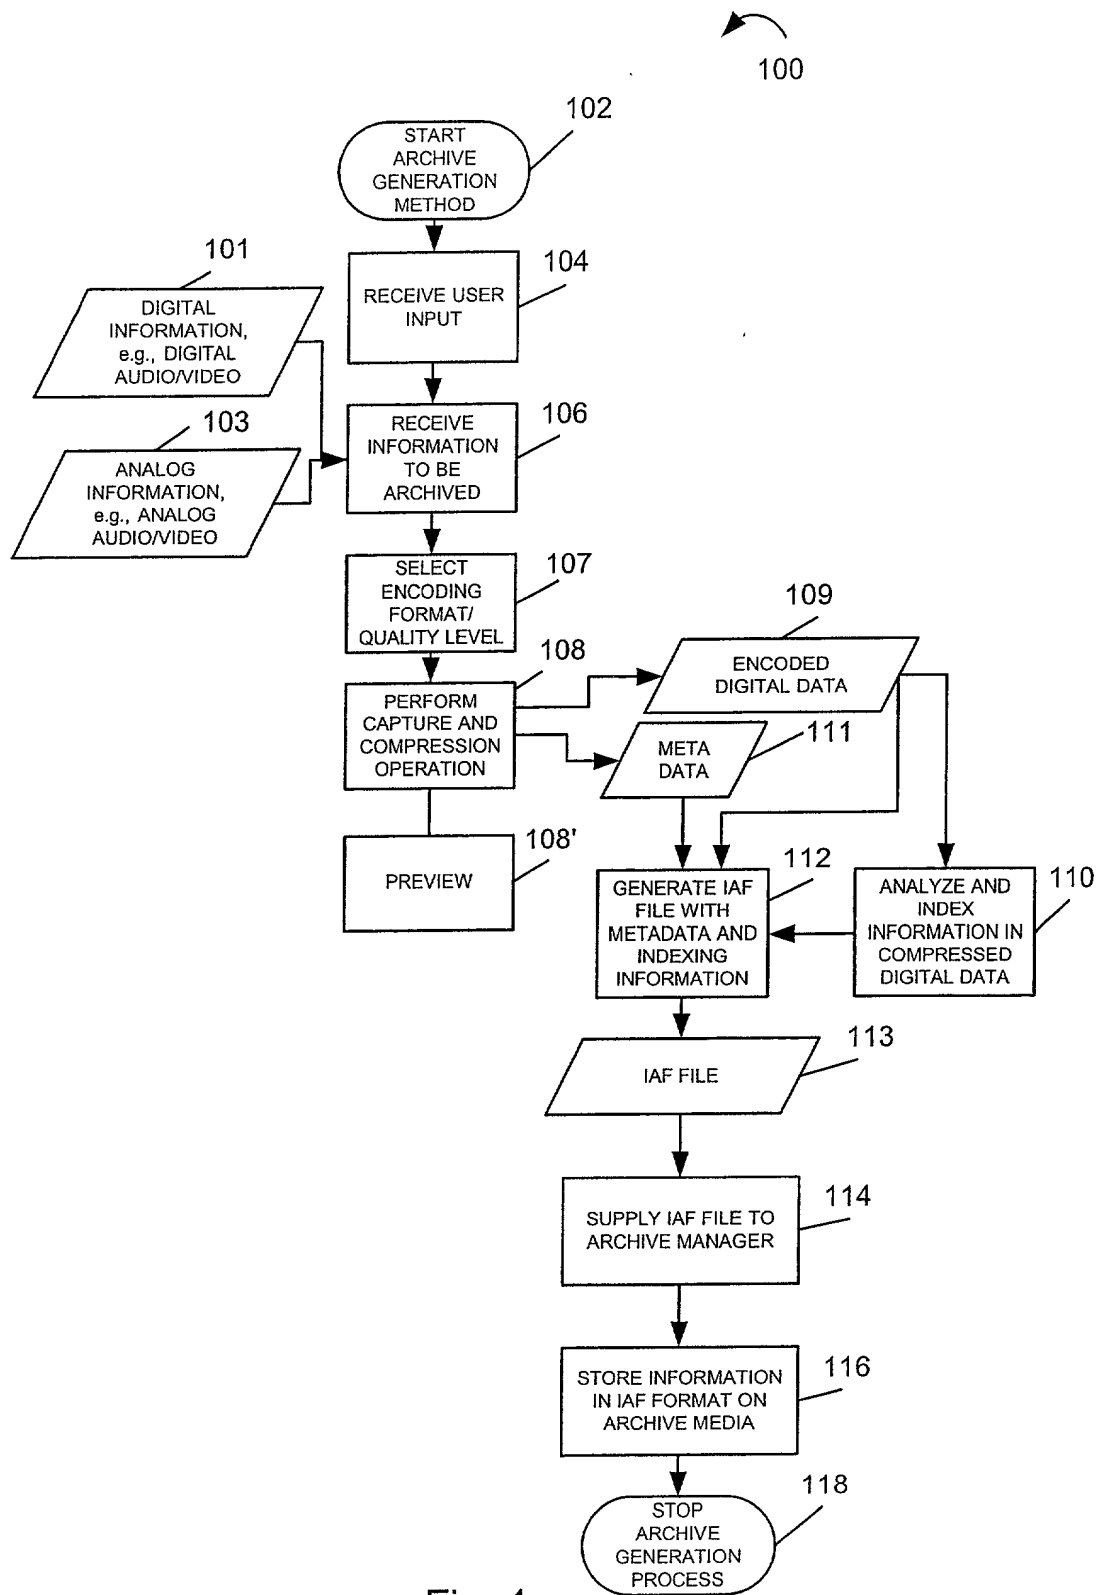 100
102
START
ARCHIVE
GENERATION
METHOD
101
DIGITAL
INFORMATION,
e.g., DIGITAL
AUDIO/VIDEO
104
RECEIVE USER
INPUT
103
ANALOG
INFORMATION,
e.g., ANALOG
AUDIO/VIDEO
106
RECEIVE
INFORMATION
TO BE
ARCHIVED
107
SELECT
ENCODING
FORMAT/
QUALITY LEVEL
108
PERFORM
CAPTURE AND
COMPRESSION
OPERATION
109
ENCODED
DIGITAL DATA
111
META
DATA
108'
PREVIEW
112
GENERATE IAF
FILE WITH
METADATA AND
INDEXING
INFORMATION
110
ANALYZE AND
INDEX
INFORMATION IN
COMPRESSED
DIGITAL DATA
113
IAF FILE
114
SUPPLY IAF FILE TO
ARCHIVE MANAGER
116
STORE INFORMATION
IN IAF FORMAT ON
ARCHIVE MEDIA
118
STOP
ARCHIVE
GENERATION
PROCESS